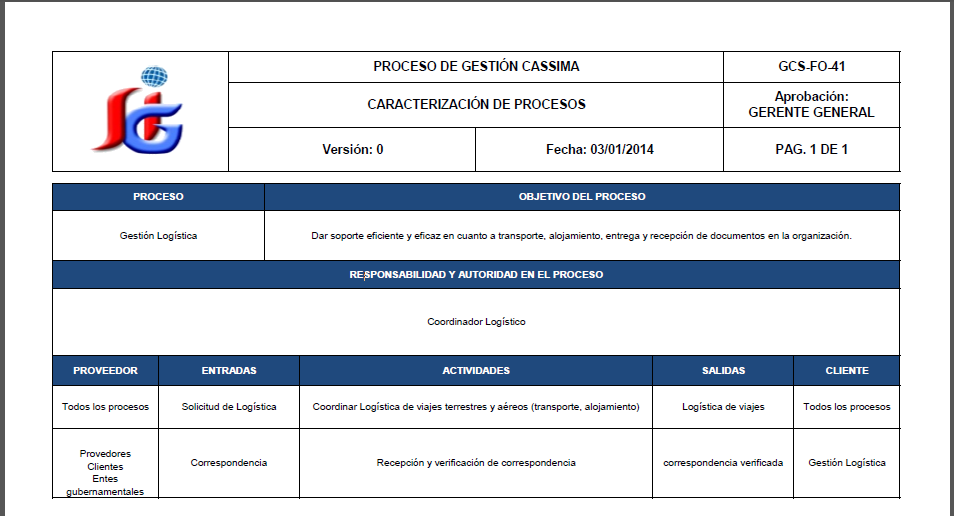 PROCESO DE GESTIÓN CASSIMA
GCS-FO-41
CARACTERIZACIÓN DE PROCESOS
Aprobación:
GERENTE GENERAL
Versión: 0
Fecha: 03/01/2014
PAG. 1 DE 1
PROCESO
OBJETIVO DEL PROCESO
Gestión Logística
Dar soporte eficiente y eficaz en cuanto a transporte, alojamiento, entrega y recepción de documentos en la organización.
RESPONSABILIDAD Y AUTORIDAD EN EL PROCESO
Coordinador Logístico
PROVEEDOR
ENTRADAS
ACTIVIDADES
SALIDAS
CLIENTE
Todos los procesos
Solicitud de Logística
Coordinar Logística de viajes terrestres y aéreos (transporte, alojamiento)
Logística de viajes
Todos los procesos
Provedores
Clientes
Entes
gubernamentales
Correspondencia
Recepción y verificación de correspondencia
correspondencia verificada
Gestión Logística